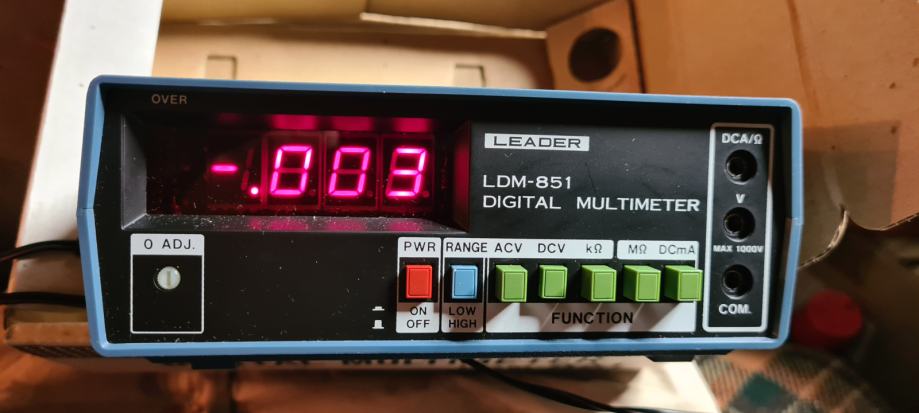 OVER
-.003
LEADER
LDM-851
DIGITAL MULTIMETER
DCA/Ω
V
MAX 1000V
COM.
0 ADJ.
PWR
ON
OFF
RANGE
LOW
HIGH
ACV DCV kΩ MΩ DCmA
FUNCTION